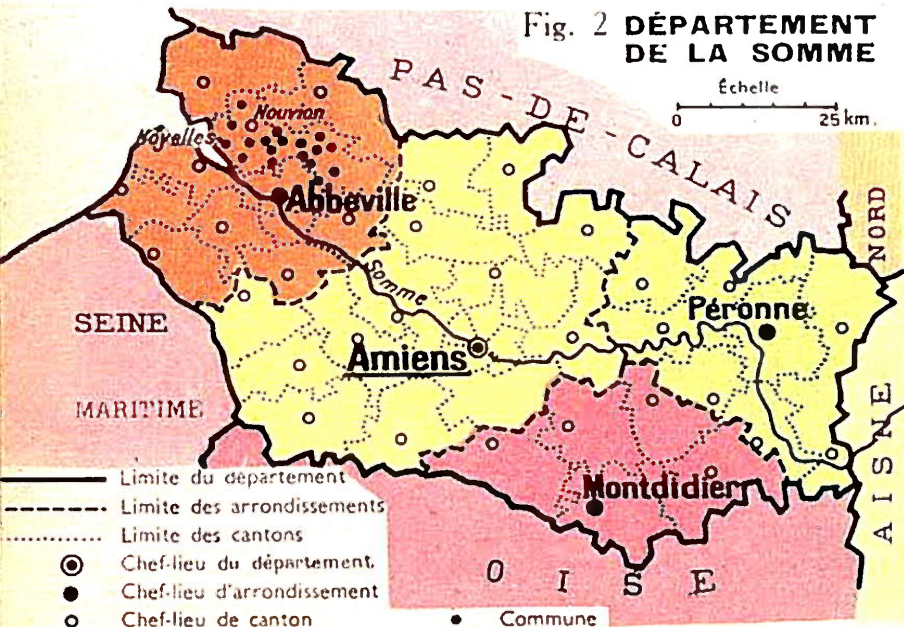 Fig. 2 DÉPARTEMENT
DE LA SOMME
Échelle
0 25 km.
PAS-DE-CALAIS
NORD
Nouvion
Noyelles
Abbeville
Somme
SEINE
MARITIME
Amiens
Péronne
AISNE
Montdidier
OISE
Limite du département
Limite des arrondissements
Limite des cantons
Chef-lieu du département
Chef-lieu d'arrondissement
Chef-lieu de canton
Commune